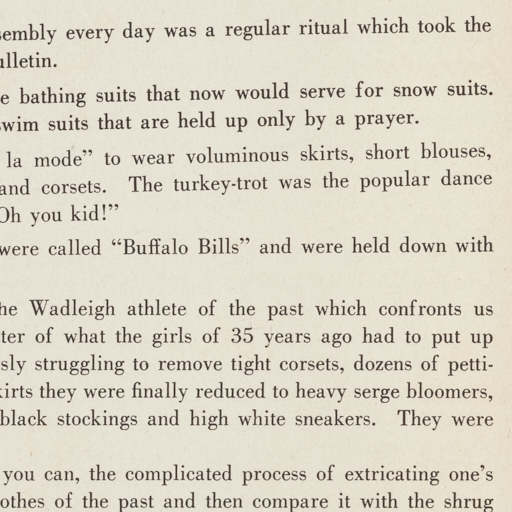 sembly every day was a regular ritual which took the
ulletin.
e bathing suits that now would serve for snow suits.
swim suits that are held up only by a prayer.
la mode” to wear voluminous skirts, short blouses,
and corsets. The turkey-trot was the popular dance
Oh you kid!”
were called “Buffalo Bills” and were held down with
he Wadleigh athlete of the past which confronts us
ter of what the girls of 35 years ago had to put up
sly struggling to remove tight corsets, dozens of petti-
kirts they were finally reduced to heavy serge bloomers,
black stockings and high white sneakers. They were
you can, the complicated process of extricating one’s
othes of the past and then compare it with the shrug